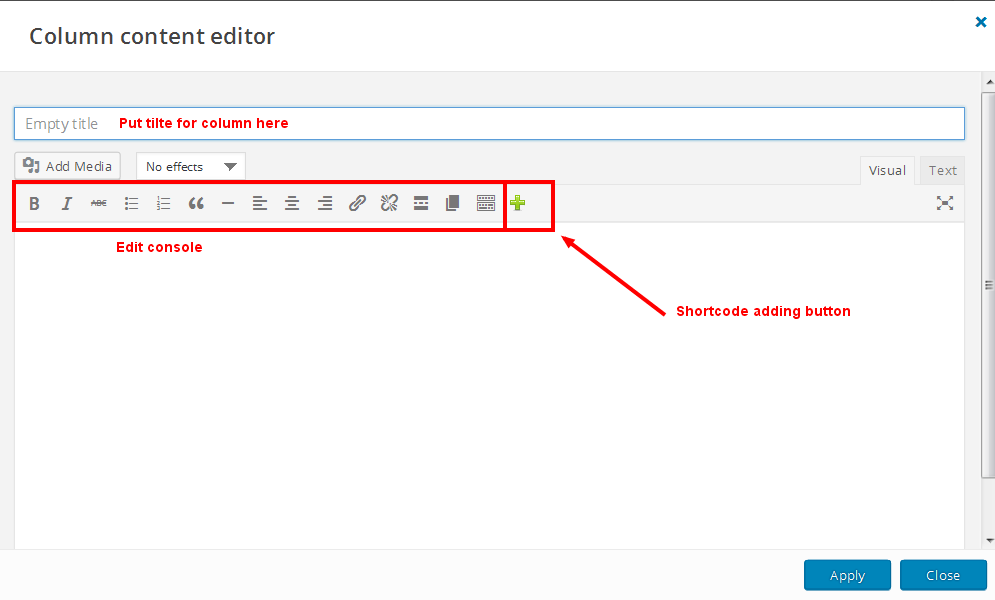 Column content editor
Empty title Put tilte for column here
Add Media No effects Visual Text
B I ABC
Edit console
Shortcode adding button
Apply Close